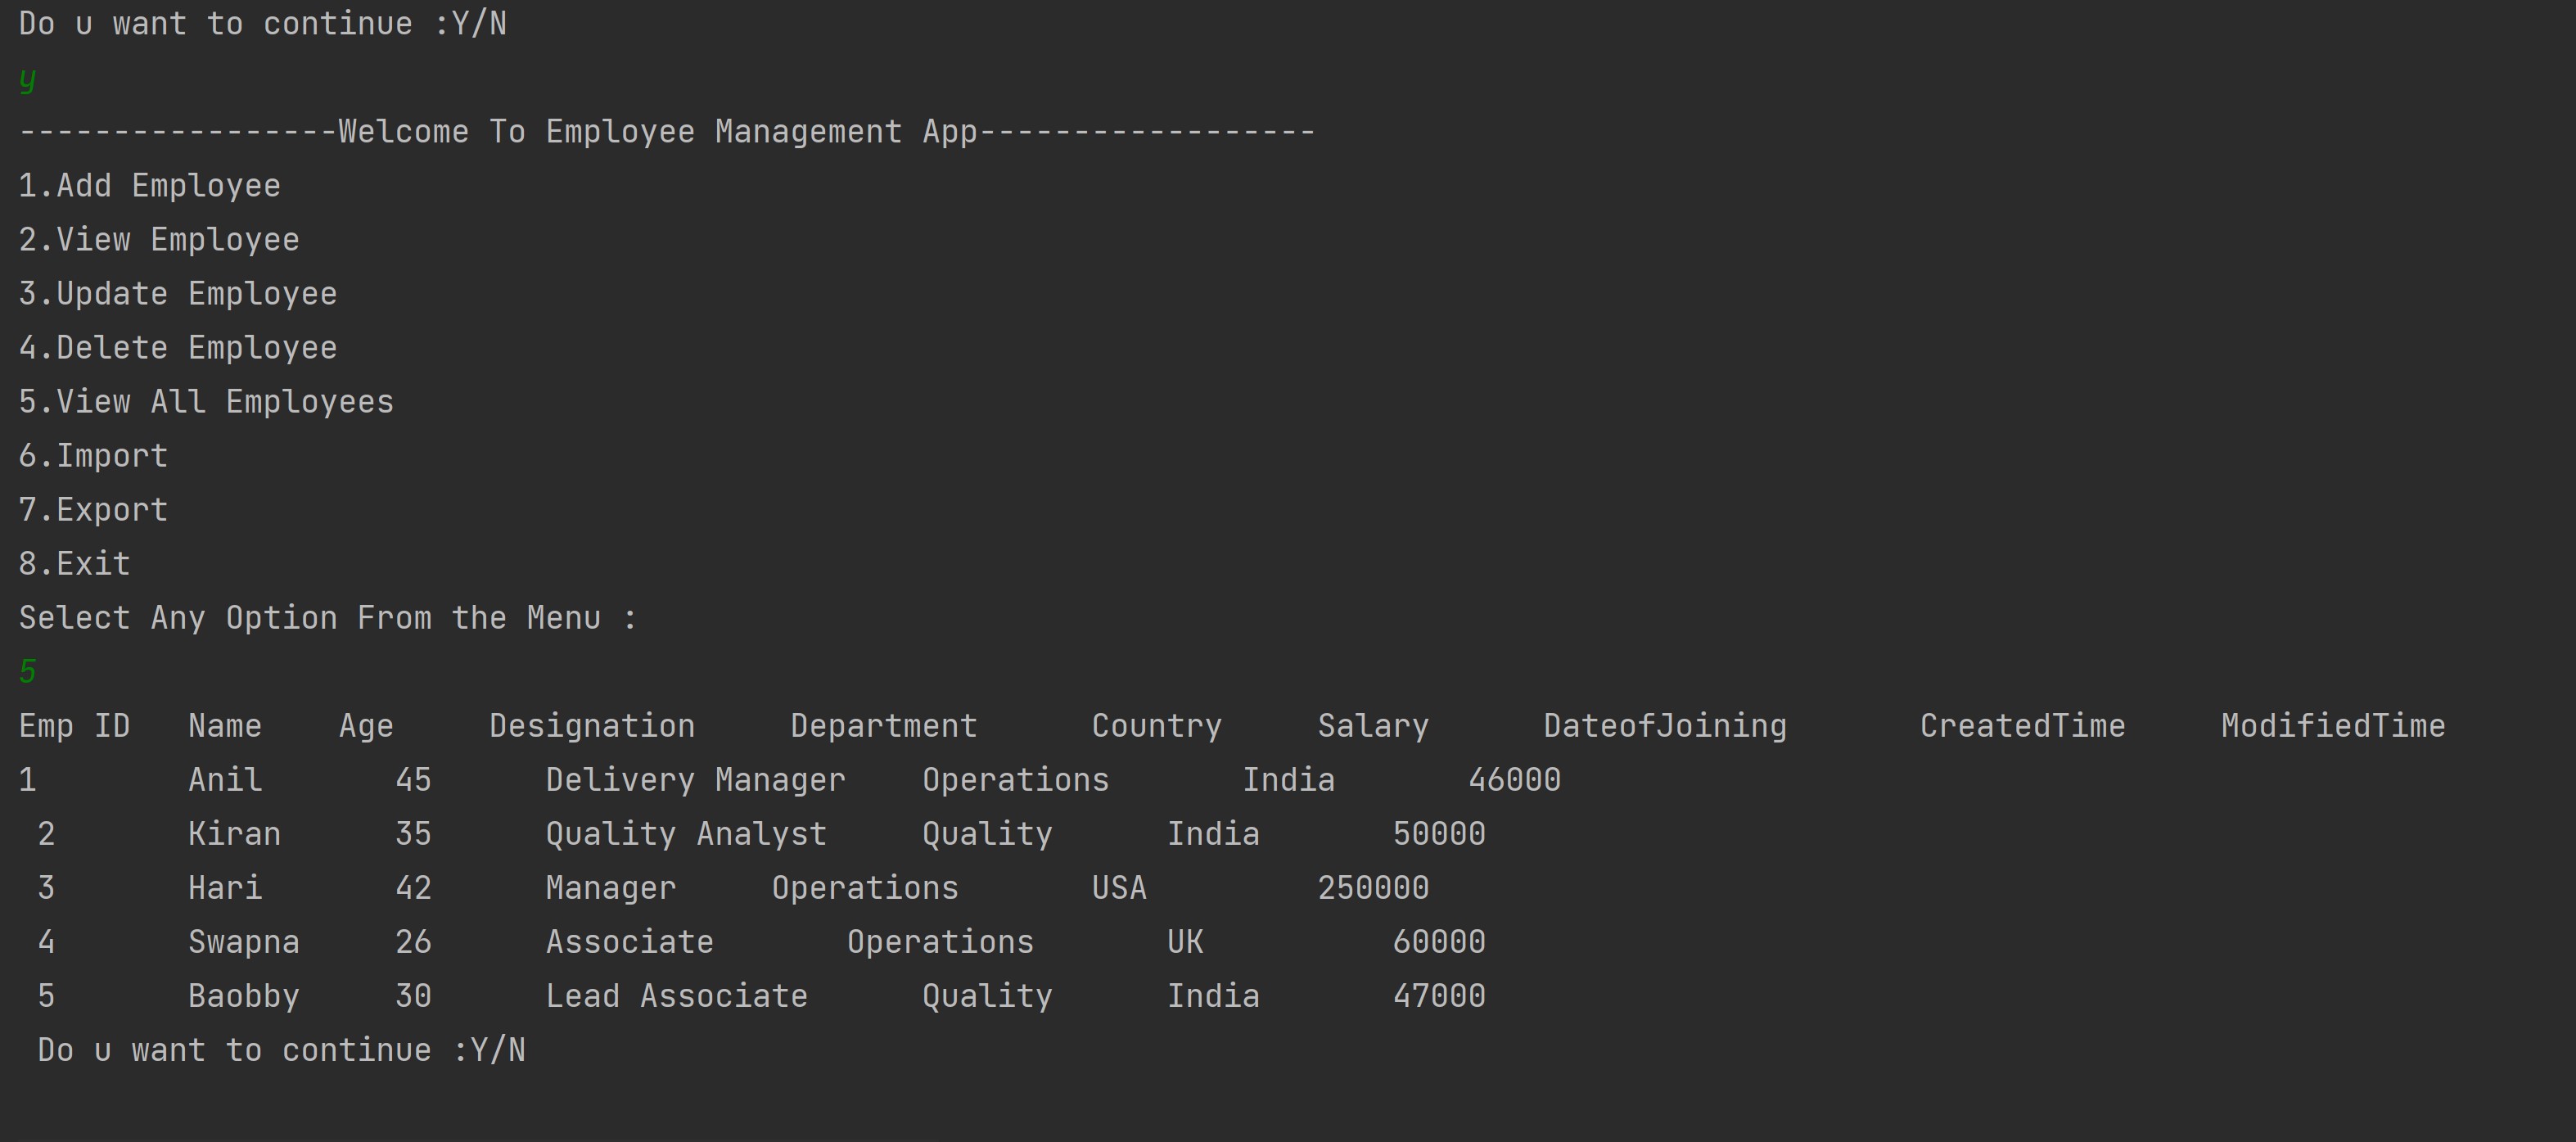 Do u want to continue :Y/N
y
-----------------Welcome To Employee Management App------------------
1.Add Employee
2.View Employee
3.Update Employee
4.Delete Employee
5.View All Employees
6.Import
7.Export
8.Exit
Select Any Option From the Menu :
5
Emp ID   Name    Age     Designation     Department      Country     Salary      DateofJoining       CreatedTime     ModifiedTime
1        Anil       45      Delivery Manager    Operations       India       46000
 2       Kiran      35      Quality Analyst     Quality      India       50000
 3       Hari       42      Manager     Operations       USA         250000
 4       Swapna     26      Associate       Operations       UK          60000
 5       Baobby     30      Lead Associate      Quality      India       47000
 Do u want to continue :Y/N